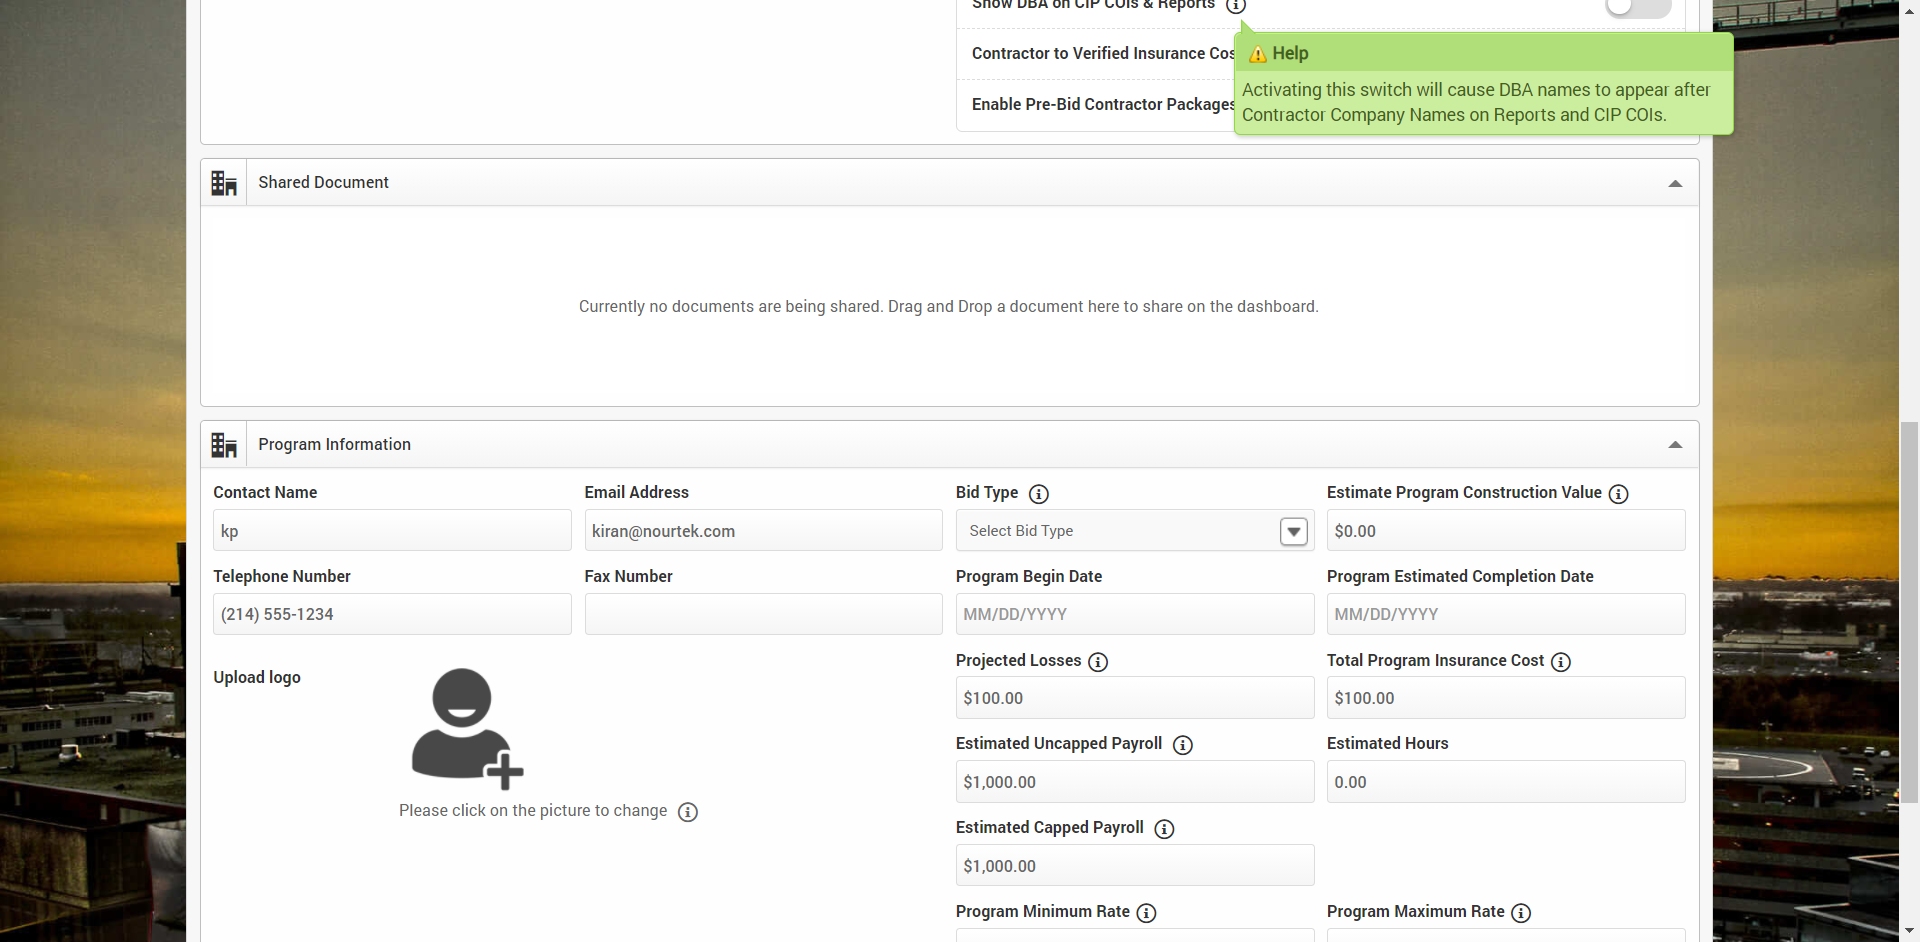 Show DBA on CIP COIs & Reports
Contractor to Verified Insurance Cos
Enable Pre-Bid Contractor Packages
Help
Activating this switch will cause DBA names to appear after
Contractor Company Names on Reports and CIP COIs.
Shared Document
Currently no documents are being shared. Drag and Drop a document here to share on the dashboard.
Program Information
Contact Name
kp
Email Address
kiran@nourtek.com
Bid Type
Select Bid Type
Estimate Program Construction Value
$0.00
Telephone Number
(214) 555-1234
Fax Number
Program Begin Date
MM/DD/YYYY
Program Estimated Completion Date
MM/DD/YYYY
Upload logo
Please click on the picture to change
Projected Losses
$100.00
Total Program Insurance Cost
$100.00
Estimated Uncapped Payroll
$1,000.00
Estimated Hours
0.00
Estimated Capped Payroll
$1,000.00
Program Minimum Rate
Program Maximum Rate